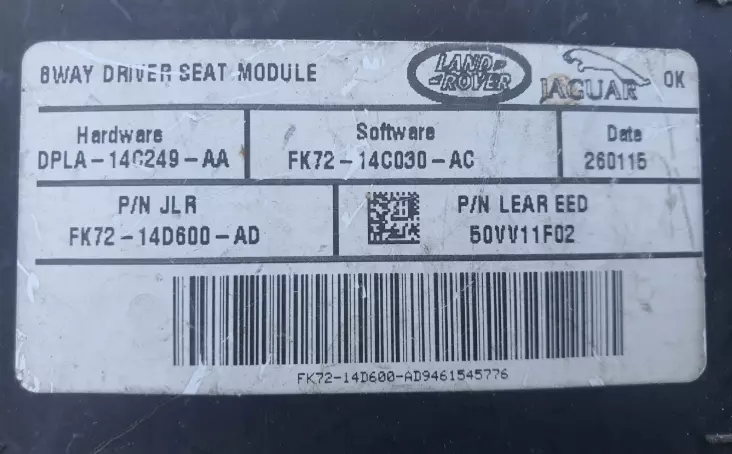 8WAY DRIVER SEAT MODULE
LAND
ROVER
JAGUAR
OK
Hardware
DPLA-14C249-AA
Software
FK72-14C030-AC
Date
260115
P/N JLR
FK72-14D600-AD
P/N LEAR EED
50VV11F02
FK72-14D600-AD9461545776